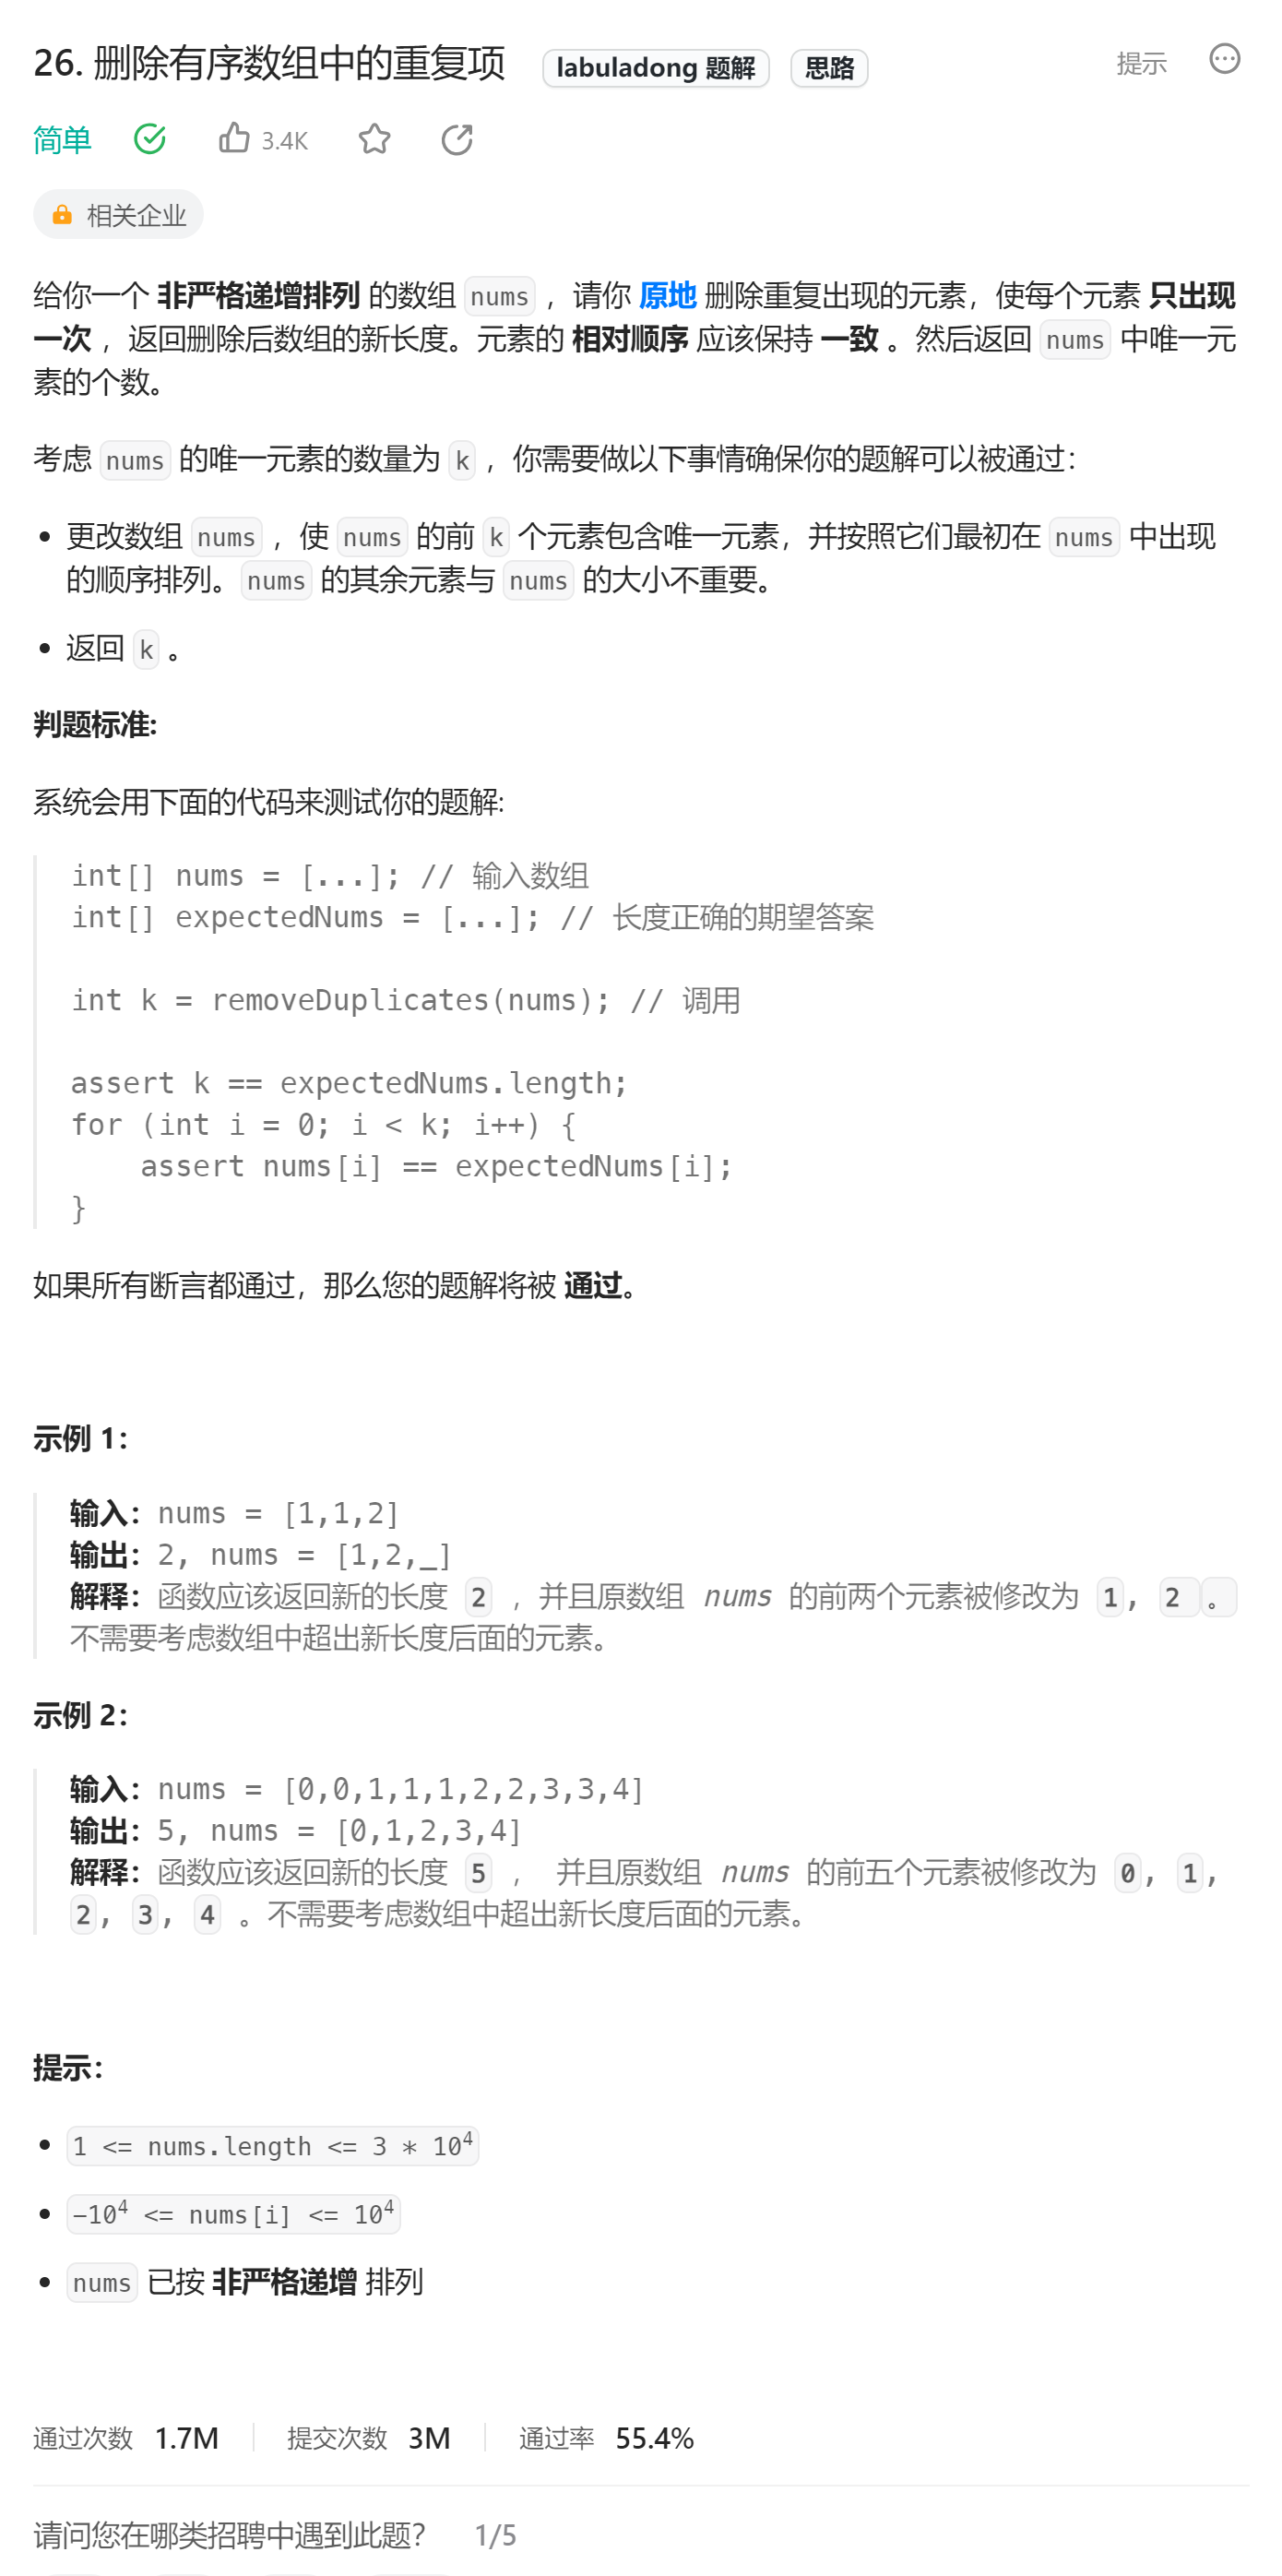 26. 删除有序数组中的重复项 labuladong 题解 思路 提示
简单 3.4K
相关企业
给你一个 非严格递增排列 的数组 nums ，请你 原地 删除重复出现的元素，使每个元素 只出现
一次 ，返回删除后数组的新长度。元素的 相对顺序 应该保持 一致 。然后返回 nums 中唯一元
素的个数。
考虑 nums 的唯一元素的数量为 k ，你需要做以下事情确保你的题解可以被通过：
• 更改数组 nums ，使 nums 的前 k 个元素包含唯一元素，并按照它们最初在 nums 中出现
的顺序排列。nums 的其余元素与 nums 的大小不重要。
• 返回 k 。
判题标准:
系统会用下面的代码来测试你的题解:
int[] nums = [...]; // 输入数组
int[] expectedNums = [...]; // 长度正确的期望答案
int k = removeDuplicates(nums); // 调用
assert k == expectedNums.length;
for (int i = 0; i < k; i++) {
    assert nums[i] == expectedNums[i];
}
如果所有断言都通过，那么您的题解将被 通过。
示例 1：
输入：nums = [1,1,2]
输出：2, nums = [1,2,_]
解释：函数应该返回新的长度 2 ，并且原数组 nums 的前两个元素被修改为 1, 2 。
不需要考虑数组中超出新长度后面的元素。
示例 2：
输入：nums = [0,0,1,1,1,2,2,3,3,4]
输出：5, nums = [0,1,2,3,4]
解释：函数应该返回新的长度 5 ， 并且原数组 nums 的前五个元素被修改为 0, 1,
2, 3, 4 。不需要考虑数组中超出新长度后面的元素。
提示：
• 1 <= nums.length <= 3 * 10⁴
• -10⁴ <= nums[i] <= 10⁴
• nums 已按 非严格递增 排列
通过次数 1.7M 提交次数 3M 通过率 55.4%
请问您在哪类招聘中遇到此题？ 1/5